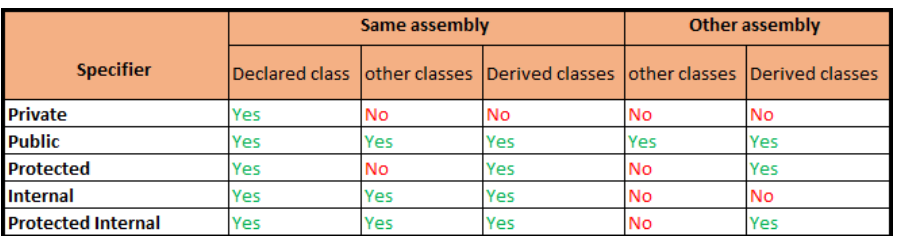 Same assembly Other assembly
Specifier Declared class other classes Derived classes other classes Derived classes
Private Yes No No No No
Public Yes Yes Yes Yes Yes
Protected Yes No Yes No Yes
Internal Yes Yes Yes No No
Protected Internal Yes Yes Yes No Yes